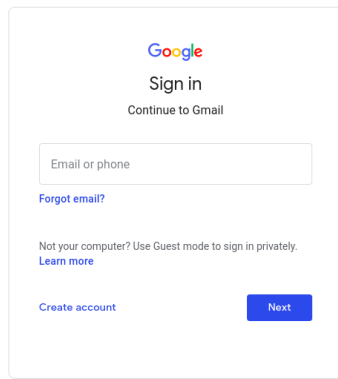 Google
Sign in
Continue to Gmail
Email or phone
Forgot email?
Not your computer? Use Guest mode to sign in privately.
Learn more
Create account
Next